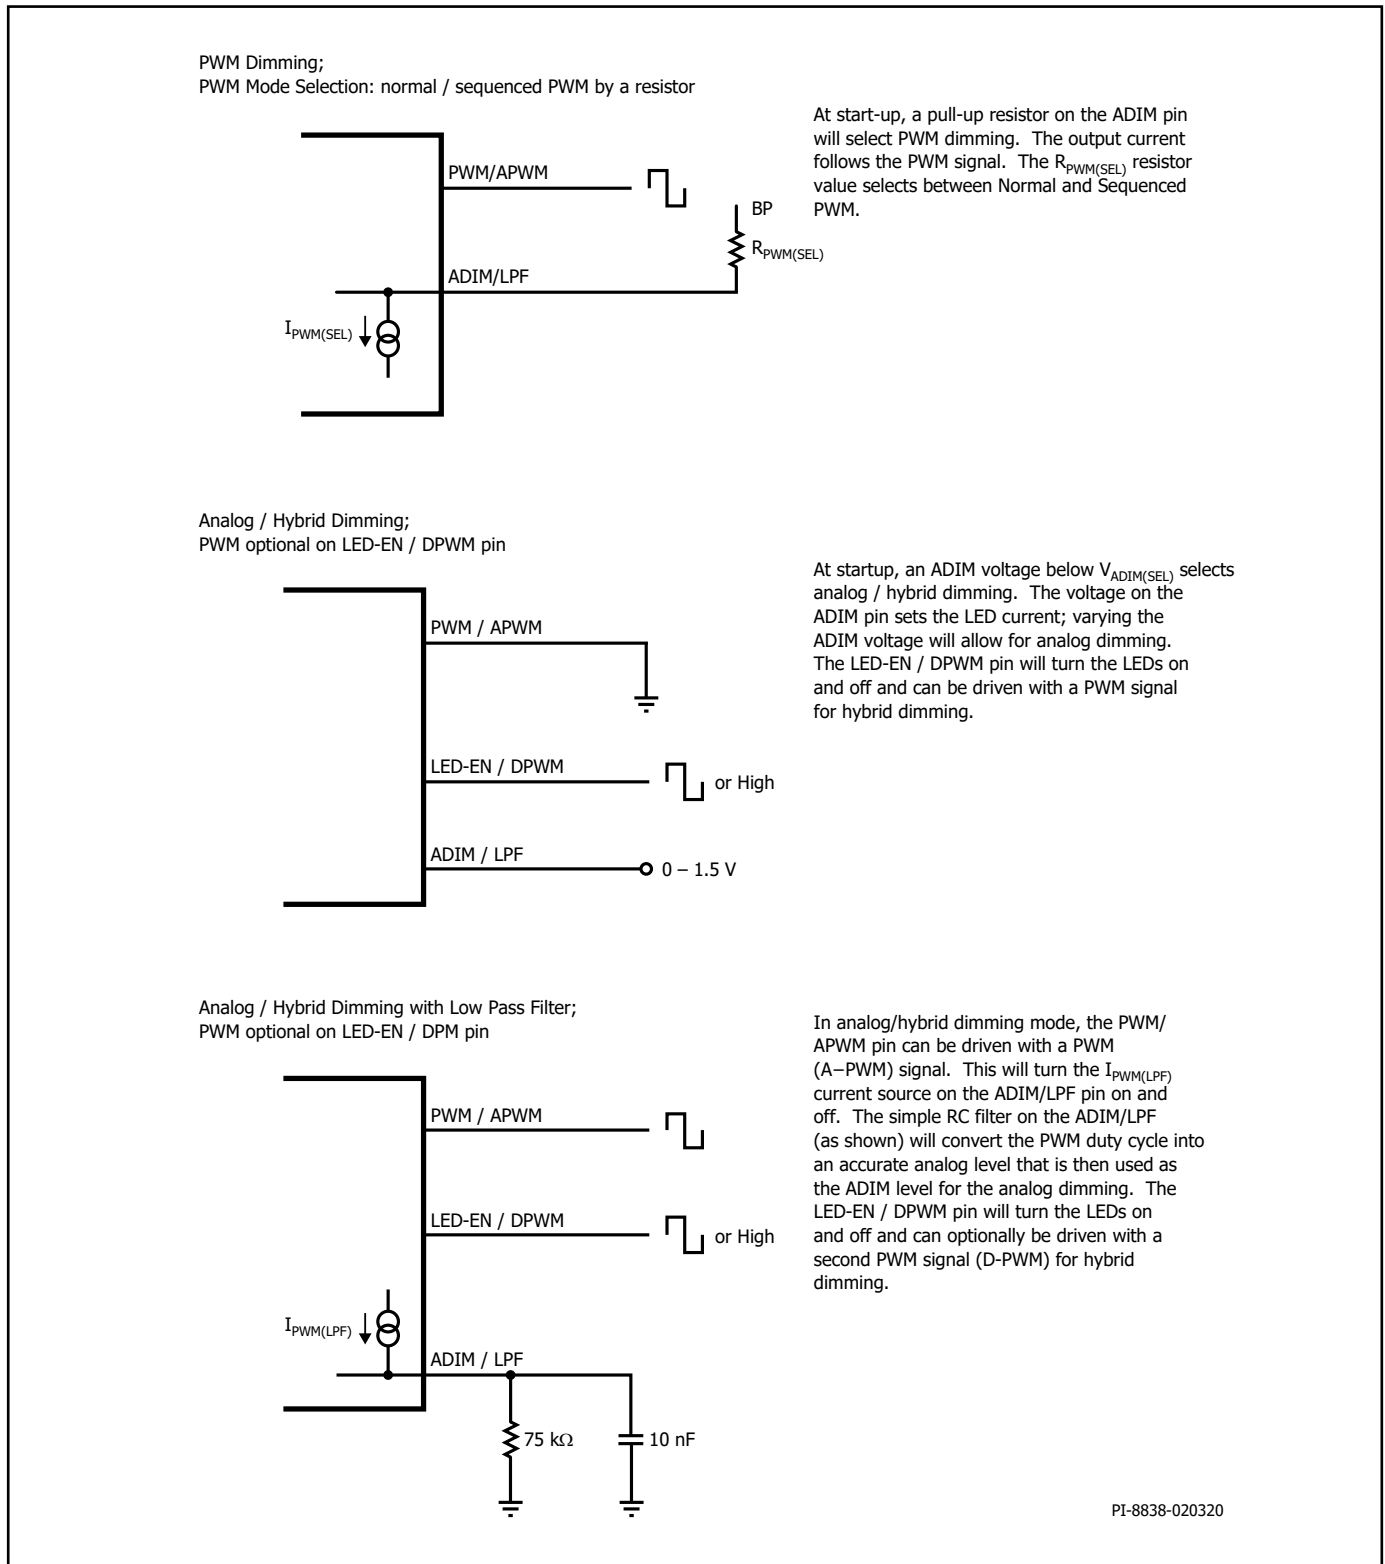 PWM Dimming;
PWM Mode Selection: normal / sequenced PWM by a resistor
At start-up, a pull-up resistor on the ADIM pin
will select PWM dimming.  The output current
follows the PWM signal.  The RPWM(SEL) resistor
value selects between Normal and Sequenced
PWM.
PWM/APWM
BP
RPWM(SEL)
ADIM/LPF
IPWM(SEL)
Analog / Hybrid Dimming;
PWM optional on LED-EN / DPWM pin
At startup, an ADIM voltage below VADIM(SEL) selects
analog / hybrid dimming.  The voltage on the
ADIM pin sets the LED current; varying the
ADIM voltage will allow for analog dimming.
The LED-EN / DPWM pin will turn the LEDs on
and off and can be driven with a PWM signal
for hybrid dimming.
PWM / APWM
LED-EN / DPWM
or High
ADIM / LPF
0 – 1.5 V
Analog / Hybrid Dimming with Low Pass Filter;
PWM optional on LED-EN / DPM pin
In analog/hybrid dimming mode, the PWM/
APWM pin can be driven with a PWM
(A–PWM) signal.  This will turn the IPWM(LPF)
current source on the ADIM/LPF pin on and
off.  The simple RC filter on the ADIM/LPF
(as shown) will convert the PWM duty cycle into
an accurate analog level that is then used as
the ADIM level for the analog dimming.  The
LED-EN / DPWM pin will turn the LEDs on
and off and can optionally be driven with a
second PWM signal (D-PWM) for hybrid
dimming.
PWM / APWM
LED-EN / DPWM
or High
IPWM(LPF)
ADIM / LPF
75 kΩ
10 nF
PI-8838-020320